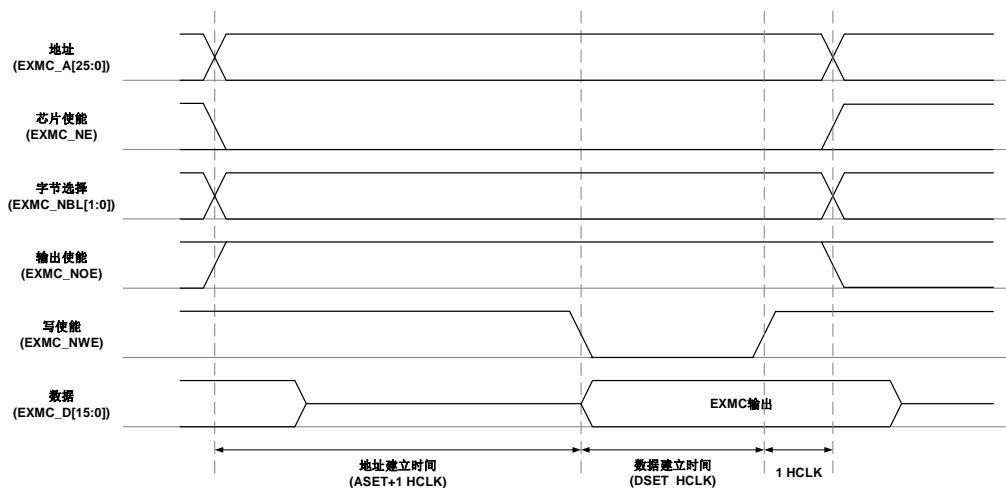 地址
(EXMC_A[25:0])
芯片使能
(EXMC_NE)
字节选择
(EXMC_NBL[1:0])
输出使能
(EXMC_NOE)
写使能
(EXMC_NWE)
数据
(EXMC_D[15:0])
EXMC输出
地址建立时间
(ASET+1 HCLK)
数据建立时间
(DSET HCLK)
1 HCLK